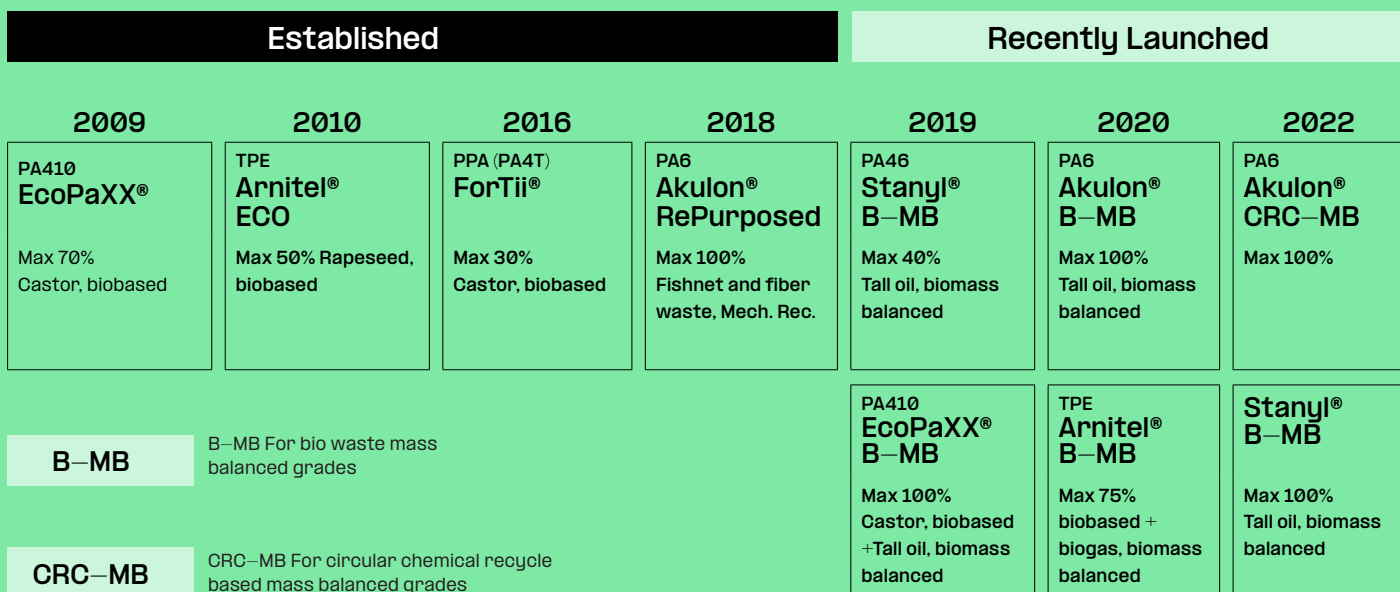 Established
Recently Launched
2009
PA410
EcoPaXX®
Max 70%
Castor, biobased
2010
TPE
Arnitel®
ECO
Max 50% Rapeseed,
biobased
2016
PPA (PA4T)
ForTii®
Max 30%
Castor, biobased
2018
PA6
Akulon®
RePurposed
Max 100%
Fishnet and fiber
waste, Mech. Rec.
2019
PA46
Stanyl®
B–MB
Max 40%
Tall oil, biomass
balanced
2020
PA6
Akulon®
B–MB
Max 100%
Tall oil, biomass
balanced
2022
PA6
Akulon®
CRC–MB
Max 100%
PA410
EcoPaXX®
B–MB
Max 100%
Castor, biobased
+Tall oil, biomass
balanced
TPE
Arnitel®
B–MB
Max 75%
biobased +
biogas, biomass
balanced
Stanyl®
B–MB
Max 100%
Tall oil, biomass
balanced
B–MB
B–MB For bio waste mass
balanced grades
CRC–MB
CRC–MB For circular chemical recycle
based mass balanced grades